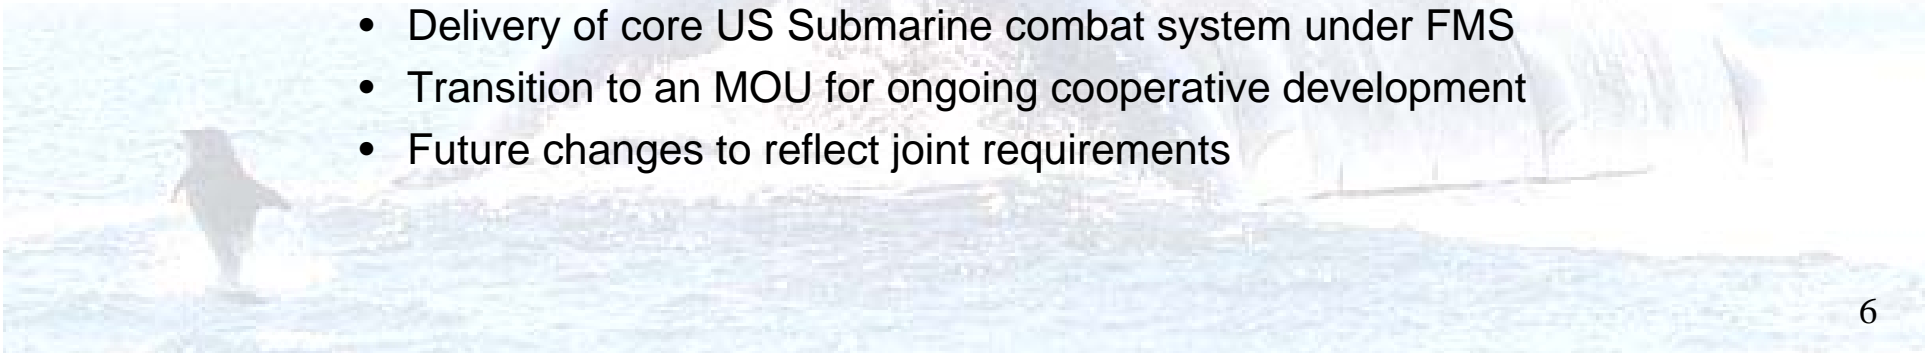 • Delivery of core US Submarine combat system under FMS
• Transition to an MOU for ongoing cooperative development
• Future changes to reflect joint requirements
6